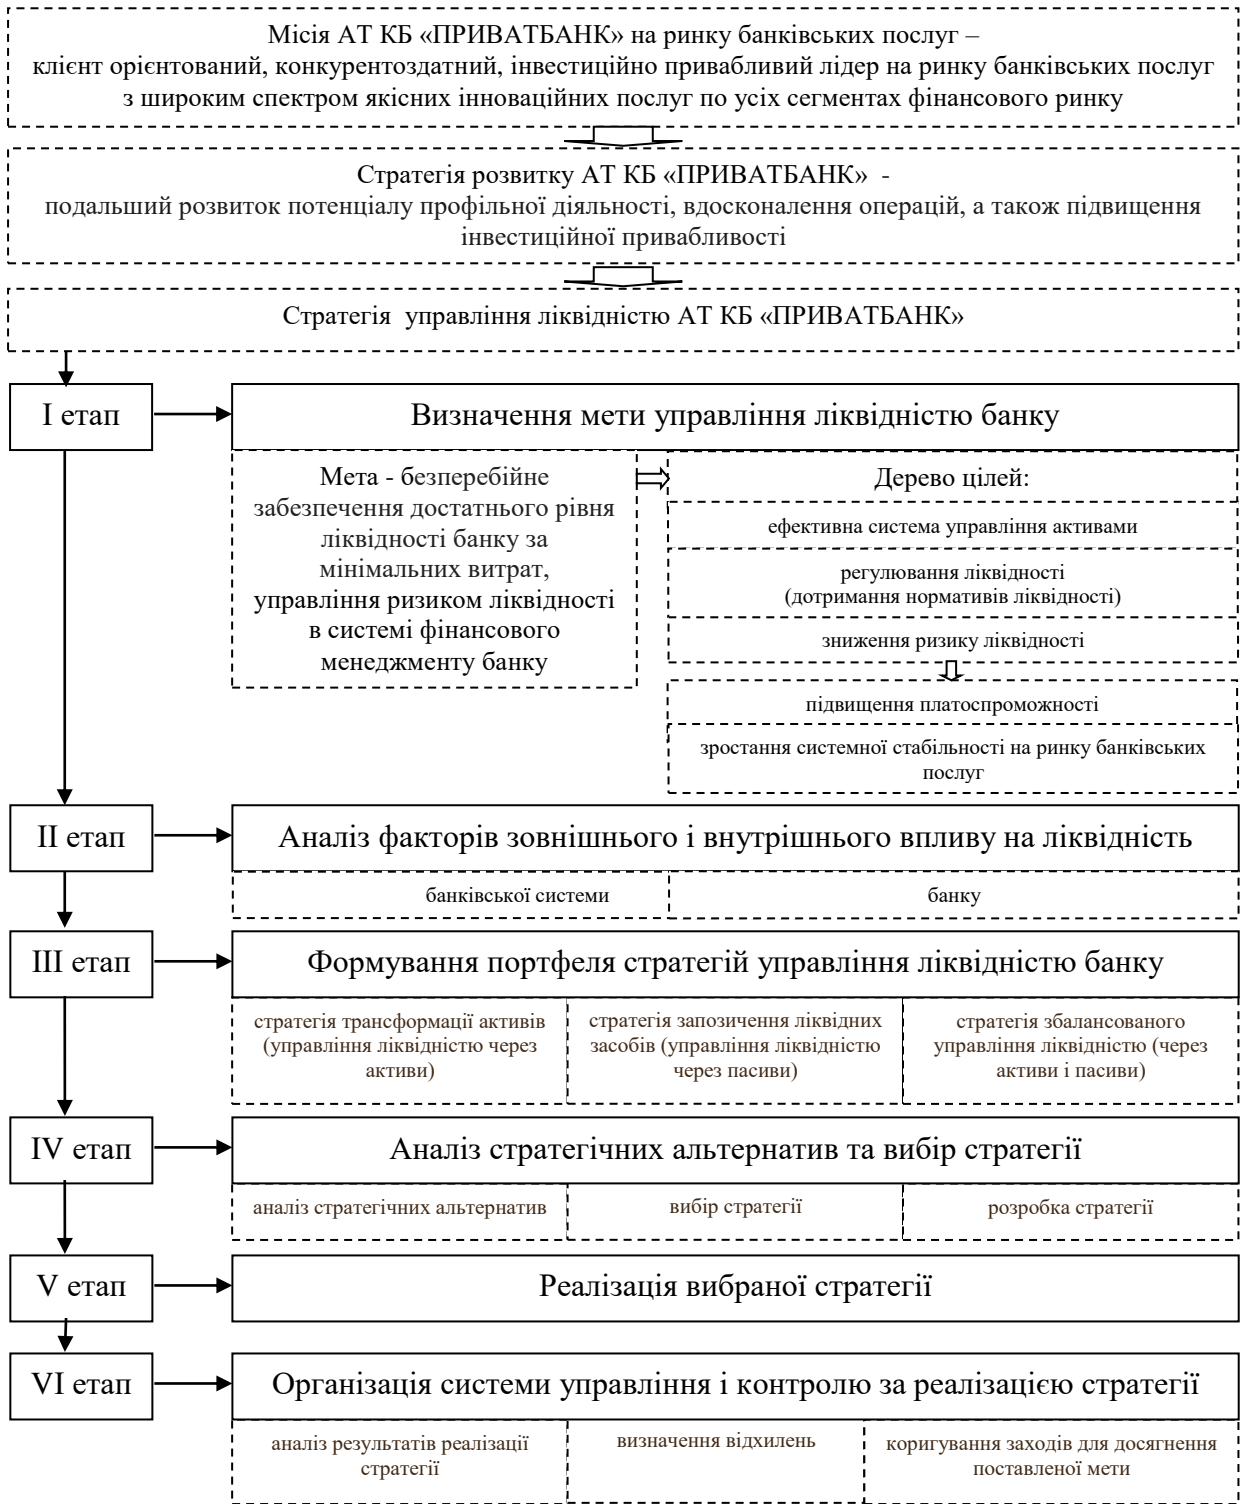 Місія АТ КБ «ПРИВАТБАНК» на ринку банківських послуг –
клієнт орієнтований, конкурентоздатний, інвестиційно привабливий лідер на ринку банківських послуг
з широким спектром якісних інноваційних послуг по усіх сегментах фінансового ринку
Стратегія розвитку АТ КБ «ПРИВАТБАНК» -
подальший розвиток потенціалу профільної діяльності, вдосконалення операцій, а також підвищення
інвестиційної привабливості
Стратегія управління ліквідністю АТ КБ «ПРИВАТБАНК»
І етап
Визначення мети управління ліквідністю банку
Мета - безперебійне
забезпечення достатнього рівня
ліквідності банку за
мінімальних витрат,
управління ризиком ліквідності
в системі фінансового
менеджменту банку
Дерево цілей:
ефективна система управління активами
регулювання ліквідності
(дотримання нормативів ліквідності)
зниження ризику ліквідності
підвищення платоспроможності
зростання системної стабільності на ринку банківських
послуг
ІІ етап
Аналіз факторів зовнішнього і внутрішнього впливу на ліквідність
банківської системи
банку
ІІІ етап
Формування портфеля стратегій управління ліквідністю банку
стратегія трансформації активів
(управління ліквідністю через
активи)
стратегія запозичення ліквідних
засобів (управління ліквідністю
через пасиви)
стратегія збалансованого
управління ліквідністю (через
активи і пасиви)
IV етап
Аналіз стратегічних альтернатив та вибір стратегії
аналіз стратегічних альтернатив
вибір стратегії
розробка стратегії
V етап
Реалізація вибраної стратегії
VI етап
Організація системи управління і контролю за реалізацією стратегії
аналіз результатів реалізації
стратегії
визначення відхилень
коригування заходів для досягнення
поставленої мети